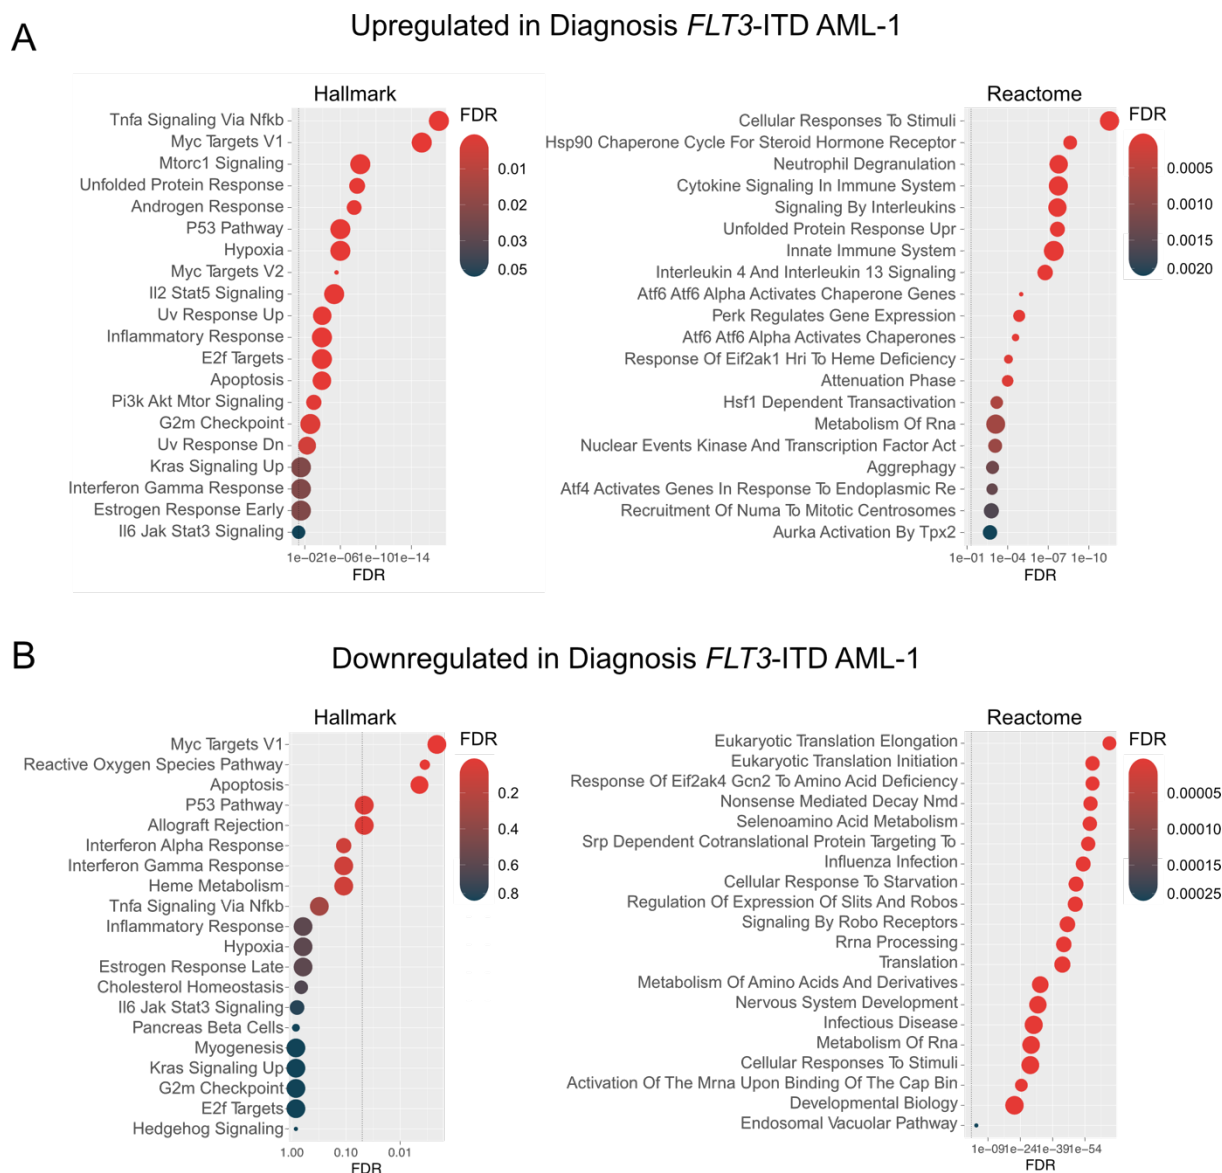 A
Upregulated in Diagnosis FLT3-ITD AML-1
Hallmark
Tnfa Signaling Via Nfkb
Myc Targets V1
Mtorc1 Signaling
Unfolded Protein Response
Androgen Response
P53 Pathway
Hypoxia
Myc Targets V2
Il2 Stat5 Signaling
Uv Response Up
Inflammatory Response
E2f Targets
Apoptosis
Pi3k Akt Mtor Signaling
G2m Checkpoint
Uv Response Dn
Kras Signaling Up
Interferon Gamma Response
Estrogen Response Early
Il6 Jak Stat3 Signaling
1e-021e-061e-101e-14
FDR
FDR
0.01
0.02
0.03
0.05
Reactome
Cellular Responses To Stimuli
Hsp90 Chaperone Cycle For Steroid Hormone Receptor
Neutrophil Degranulation
Cytokine Signaling In Immune System
Signaling By Interleukins
Unfolded Protein Response Upr
Innate Immune System
Interleukin 4 And Interleukin 13 Signaling
Atf6 Atf6 Alpha Activates Chaperone Genes
Perk Regulates Gene Expression
Atf6 Atf6 Alpha Activates Chaperones
Response Of Eif2ak1 Hri To Heme Deficiency
Attenuation Phase
Hsf1 Dependent Transactivation
Metabolism Of Rna
Nuclear Events Kinase And Transcription Factor Act
Aggrephagy
Atf4 Activates Genes In Response To Endoplasmic Re
Recruitment Of Numa To Mitotic Centrosomes
Aurka Activation By Tpx2
1e-01 1e-04 1e-07 1e-10
FDR
FDR
0.0005
0.0010
0.0015
0.0020
B
Downregulated in Diagnosis FLT3-ITD AML-1
Hallmark
Myc Targets V1
Reactive Oxygen Species Pathway
Apoptosis
P53 Pathway
Allograft Rejection
Interferon Alpha Response
Interferon Gamma Response
Heme Metabolism
Tnfa Signaling Via Nfkb
Inflammatory Response
Hypoxia
Estrogen Response Late
Cholesterol Homeostasis
Il6 Jak Stat3 Signaling
Pancreas Beta Cells
Myogenesis
Kras Signaling Up
G2m Checkpoint
E2f Targets
Hedgehog Signaling
1.00 0.10 0.01
FDR
FDR
0.2
0.4
0.6
0.8
Reactome
Eukaryotic Translation Elongation
Eukaryotic Translation Initiation
Response Of Eif2ak4 Gcn2 To Amino Acid Deficiency
Nonsense Mediated Decay Nmd
Selenoamino Acid Metabolism
Srp Dependent Cotranslational Protein Targeting To
Influenza Infection
Cellular Response To Starvation
Regulation Of Expression Of Slits And Robos
Signaling By Robo Receptors
Rrna Processing
Translation
Metabolism Of Amino Acids And Derivatives
Nervous System Development
Infectious Disease
Metabolism Of Rna
Cellular Responses To Stimuli
Activation Of The Mrna Upon Binding Of The Cap Bin
Developmental Biology
Endosomal Vacuolar Pathway
1e-091e-241e-391e-54
FDR
FDR
0.00005
0.00010
0.00015
0.00025